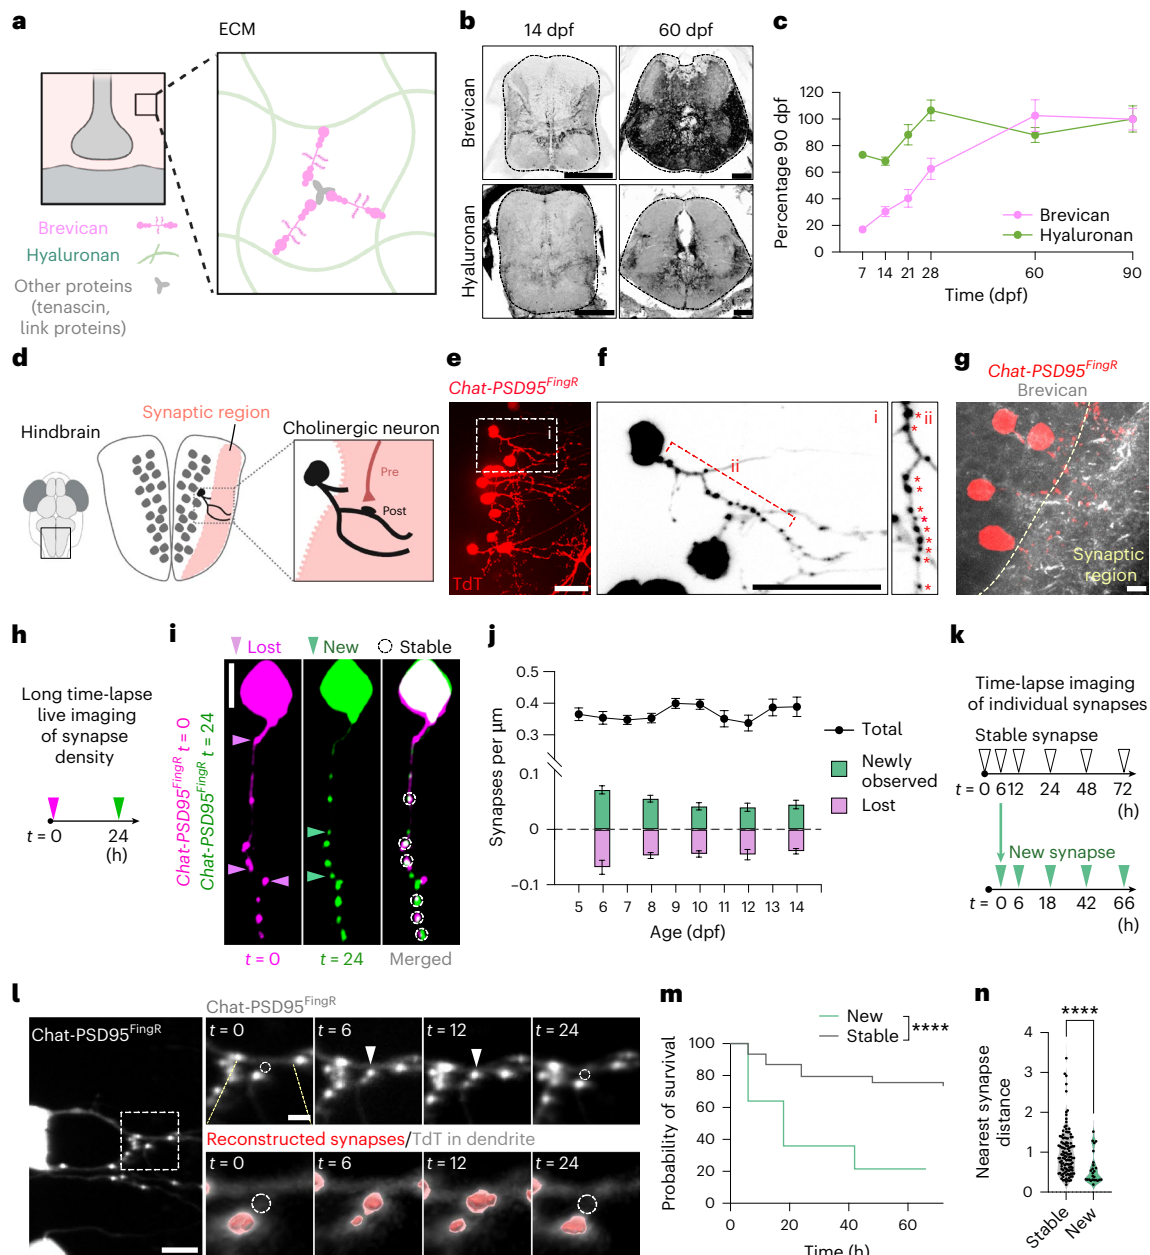 a
ECM
Brevican
Hyaluronan
Other proteins
(tenascin,
link proteins)
b
14 dpf
60 dpf
Brevican
Hyaluronan
c
Percentage 90 dpf
120
100
80
60
40
20
0
Brevican
Hyaluronan
7
14
21
28
60
90
Time (dpf)
d
Hindbrain
Synaptic region
Cholinergic neuron
Pre
Post
e
Chat-PSD95FingR
i
TdT
f
i
ii
ii
* * * * * * * * * *
g
Chat-PSD95FingR
Brevican
Synaptic
region
h
Long time-lapse
live imaging
of synapse
density
t = 0
24
(h)
i
Lost
New
Stable
Chat-PSD95FingR t = 0
Chat-PSD95FingR t = 24
t = 0
t = 24
Merged
j
Synapses per µm
0.5
0.4
0.3
0.1
0
−0.1
5 6 7 8 9 10 11 12 13 14
Age (dpf)
Total
Newly
observed
Lost
k
Time-lapse imaging
of individual synapses
Stable synapse
t = 0 6 12 24 48 72
(h)
New synapse
t = 0 6 18 42 66
(h)
l
Chat-PSD95FingR
Chat-PSD95FingR
t = 0
t = 6
t = 12
t = 24
Reconstructed synapses/TdT in dendrite
t = 0
t = 6
t = 12
t = 24
m
New
Stable
****
Probability of survival
100
80
60
40
20
0
0 20 40 60
Time (h)
n
****
Nearest synapse
distance
4
3
2
1
0
Stable
New